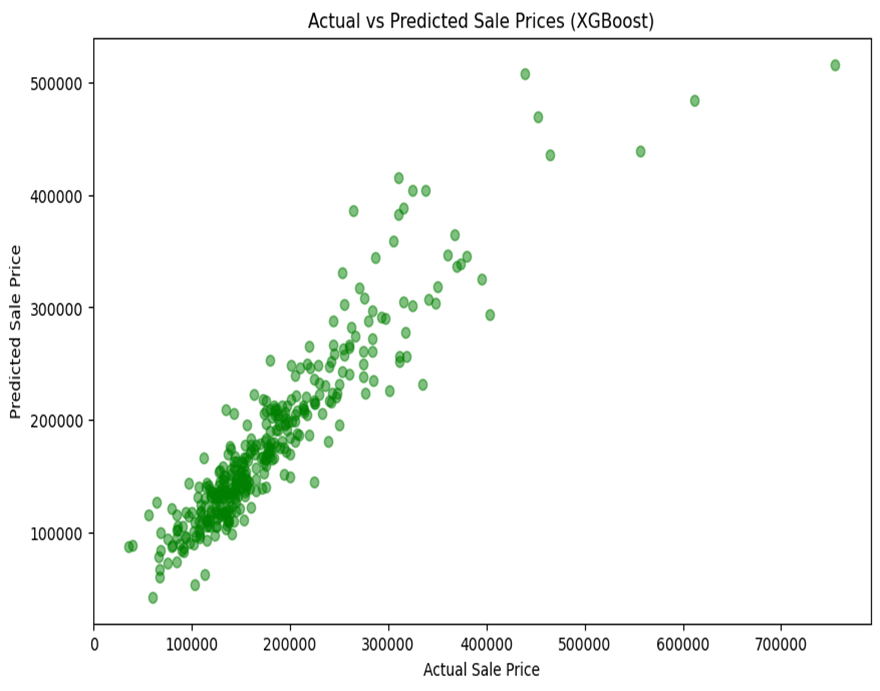 Actual vs Predicted Sale Prices (XGBoost)
500000
400000
300000
200000
100000
Predicted Sale Price
0 100000 200000 300000 400000 500000 600000 700000
Actual Sale Price